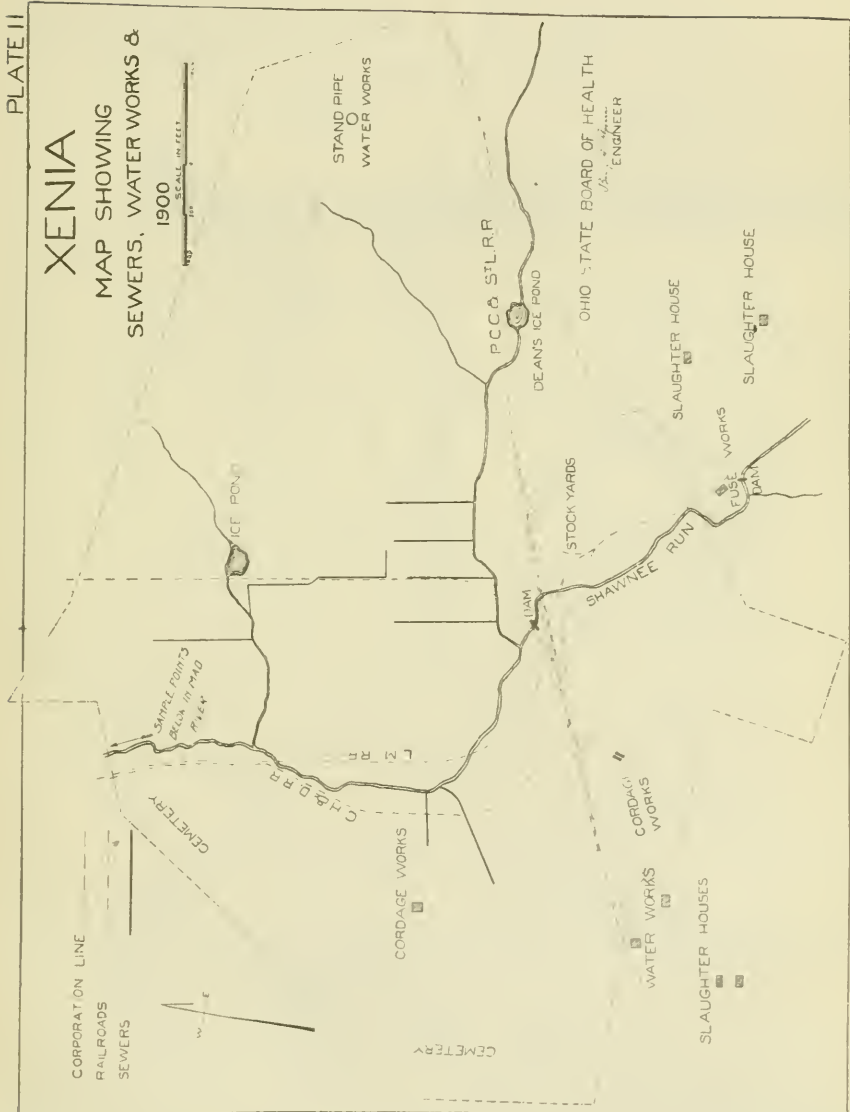 PLATE II
XENIA
MAP SHOWING
SEWERS, WATER WORKS &
1900
SCALE IN FEET
STAND PIPE
WATER WORKS
ICE POND
PCC & ST L.R.R
DEAN'S ICE POND
OHIO STATE BOARD OF HEALTH
ENGINEER
SLAUGHTER HOUSE
SLAUGHTER HOUSE
STOCK YARDS
FUSE WORKS
DAM
DAM
SHAWNEE RUN
SAMPLE POINTS
BELOW IN MAD
RIVER
L M RR
C H & D R R
CEMETERY
CORPORATION LINE
RAILROADS
SEWERS
W E
CORDAGE WORKS
CORDAGE
WORKS
WATER WORKS
SLAUGHTER HOUSES
CEMETERY